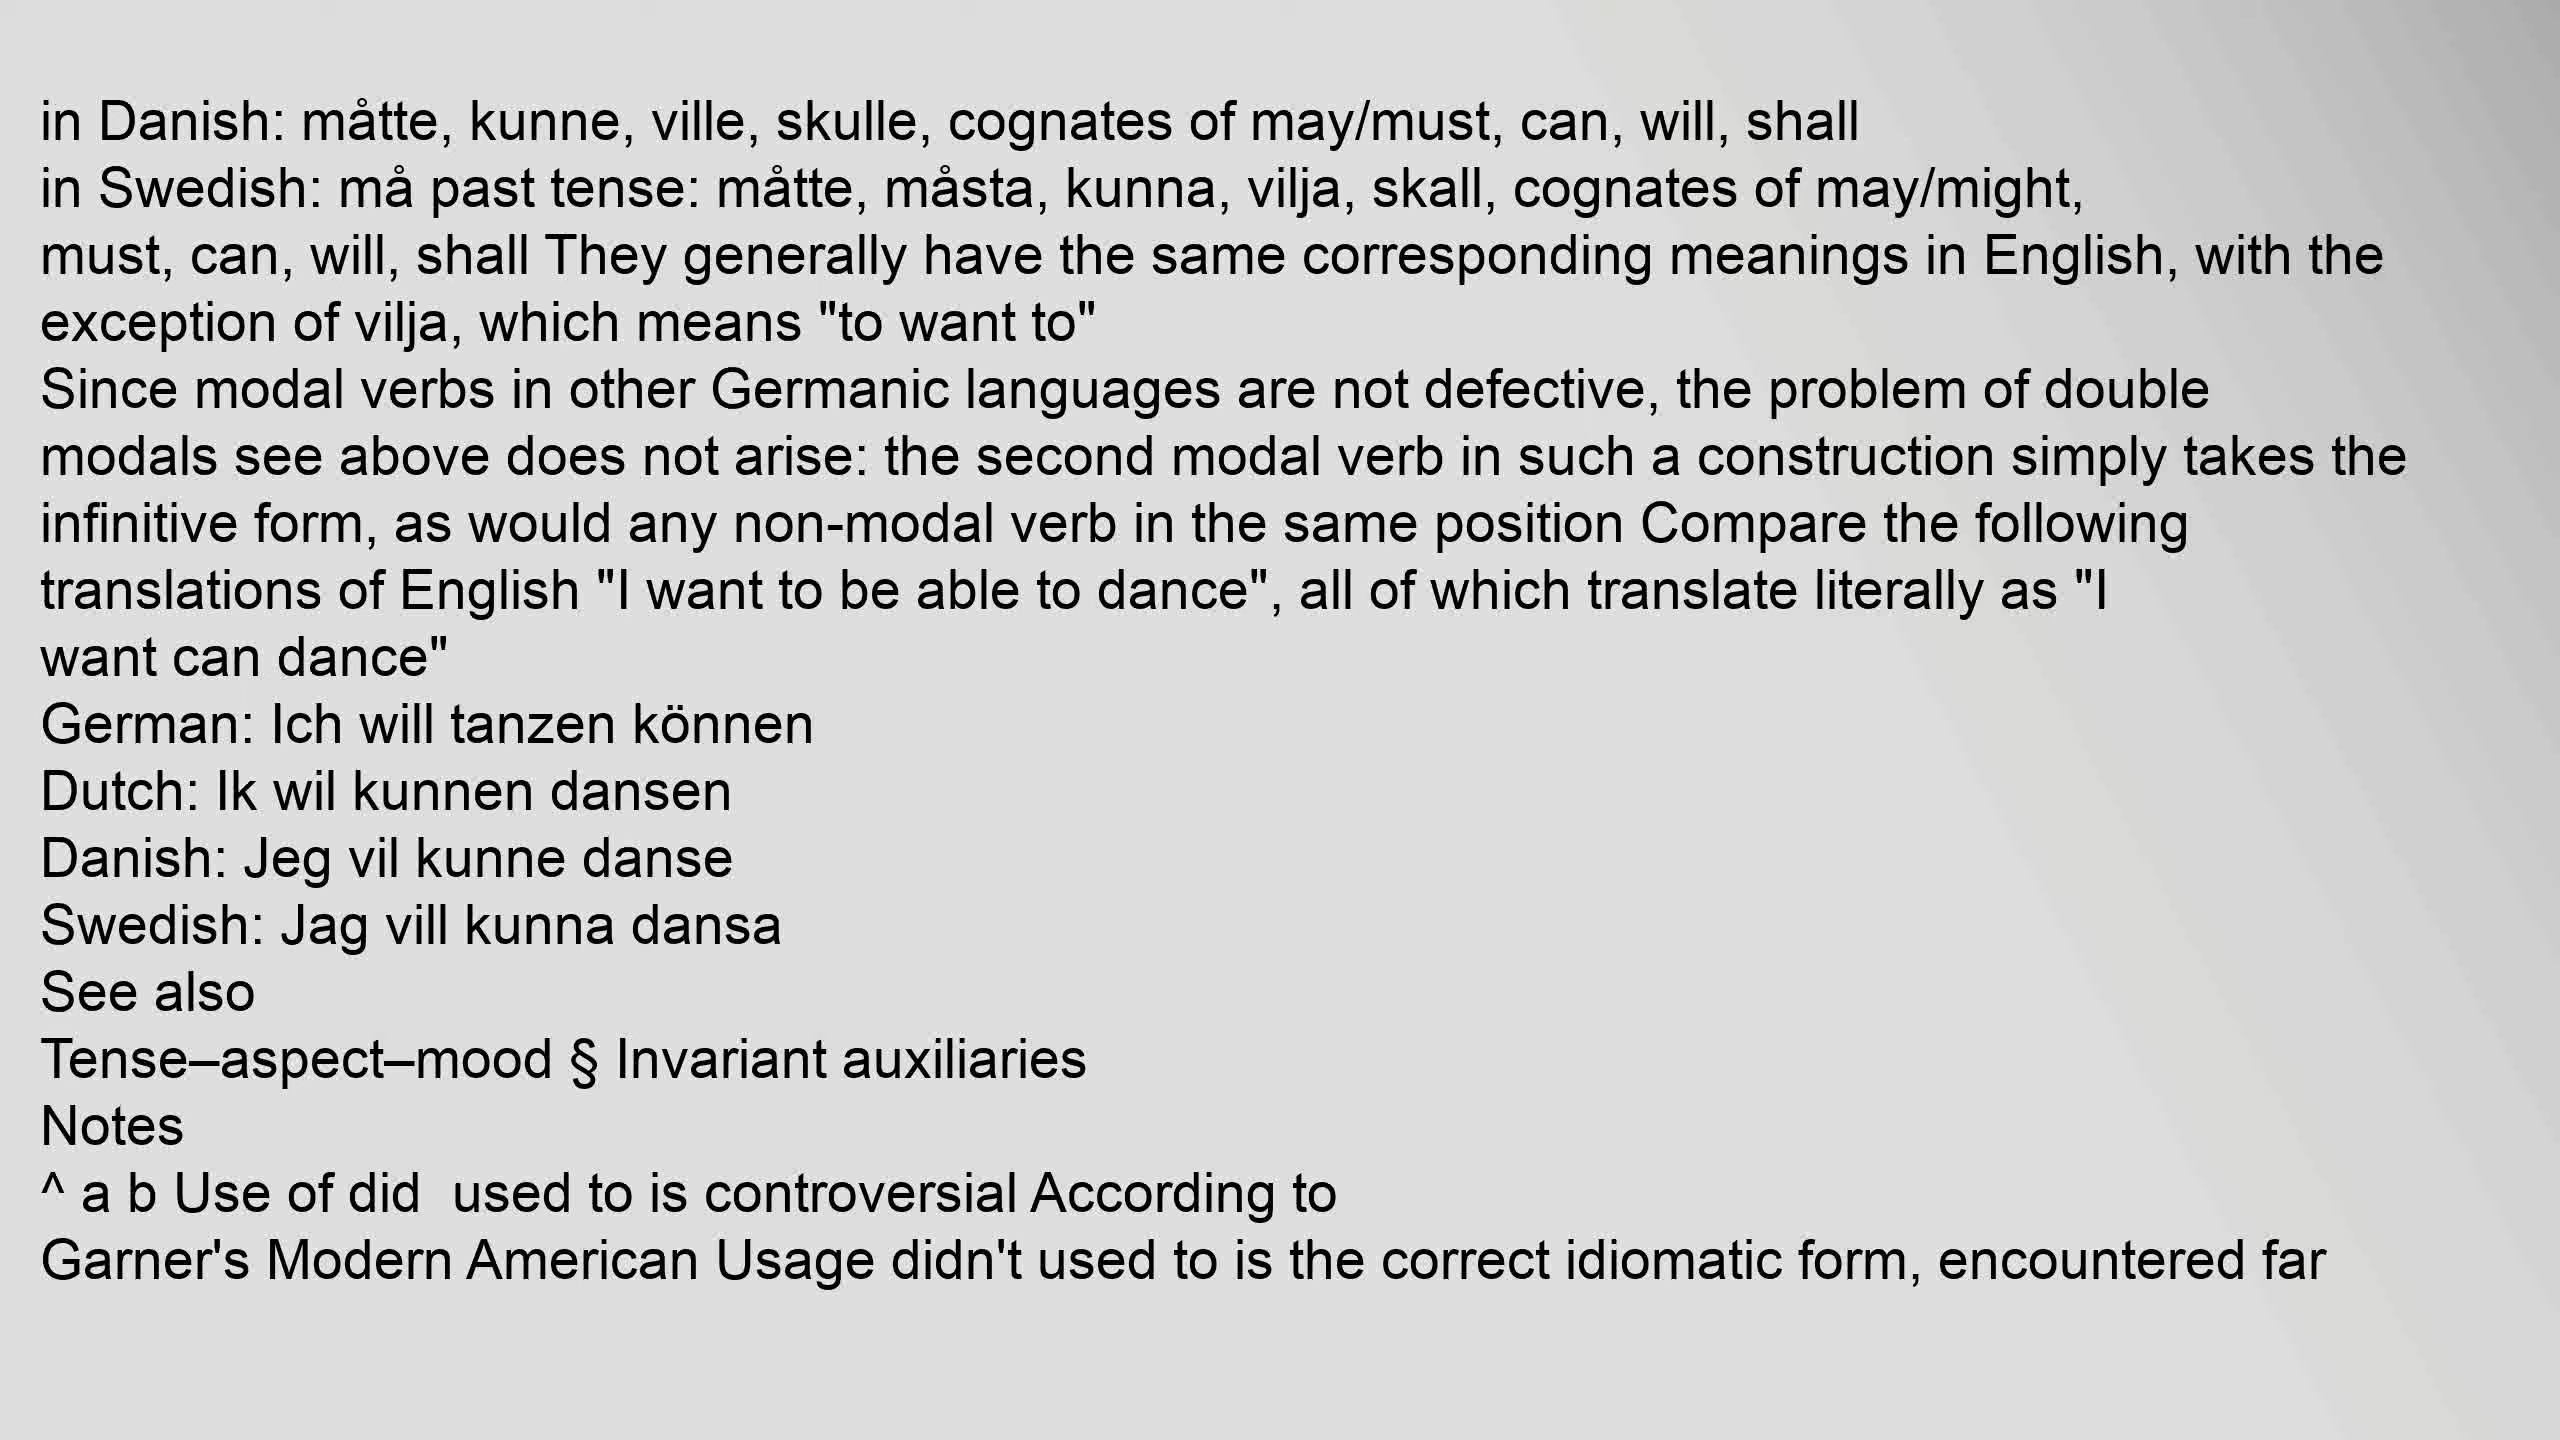 in Danish: måtte, kunne, ville, skulle, cognates of may/must, can, will, shall
in Swedish: må past tense: måtte, måsta, kunna, vilja, skall, cognates of may/might,
must, can, will, shall They generally have the same corresponding meanings in English, with the
exception of vilja, which means "to want to"
Since modal verbs in other Germanic languages are not defective, the problem of double
modals see above does not arise: the second modal verb in such a construction simply takes the
infinitive form, as would any non-modal verb in the same position Compare the following
translations of English "I want to be able to dance", all of which translate literally as "I
want can dance"
German: Ich will tanzen können
Dutch: Ik wil kunnen dansen
Danish: Jeg vil kunne danse
Swedish: Jag vill kunna dansa
See also
Tense–aspect–mood § Invariant auxiliaries
Notes
^ a b Use of did  used to is controversial According to
Garner's Modern American Usage didn't used to is the correct idiomatic form, encountered far